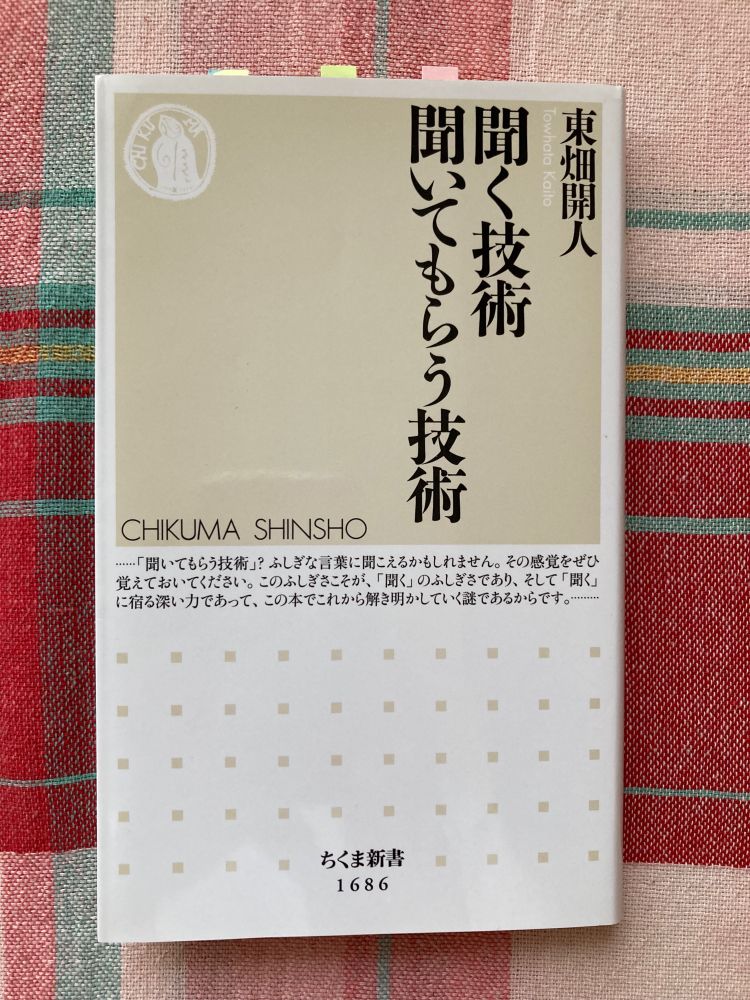 東畑開人
Towhata Kaito
聞く技術
聞いてもらう技術
CHIKUMA
CHIKUMA SHINSHO
……「聞いてもらう技術」? ふしぎな言葉に聞こえるかもしれません。その感覚をぜひ
覚えておいてください。このふしぎさこそが、「聞く」のふしぎさであり、そして「聞く」
に宿る深い力であって、この本でこれから解き明かしていく謎であるからです。………
ちくま新書
1686